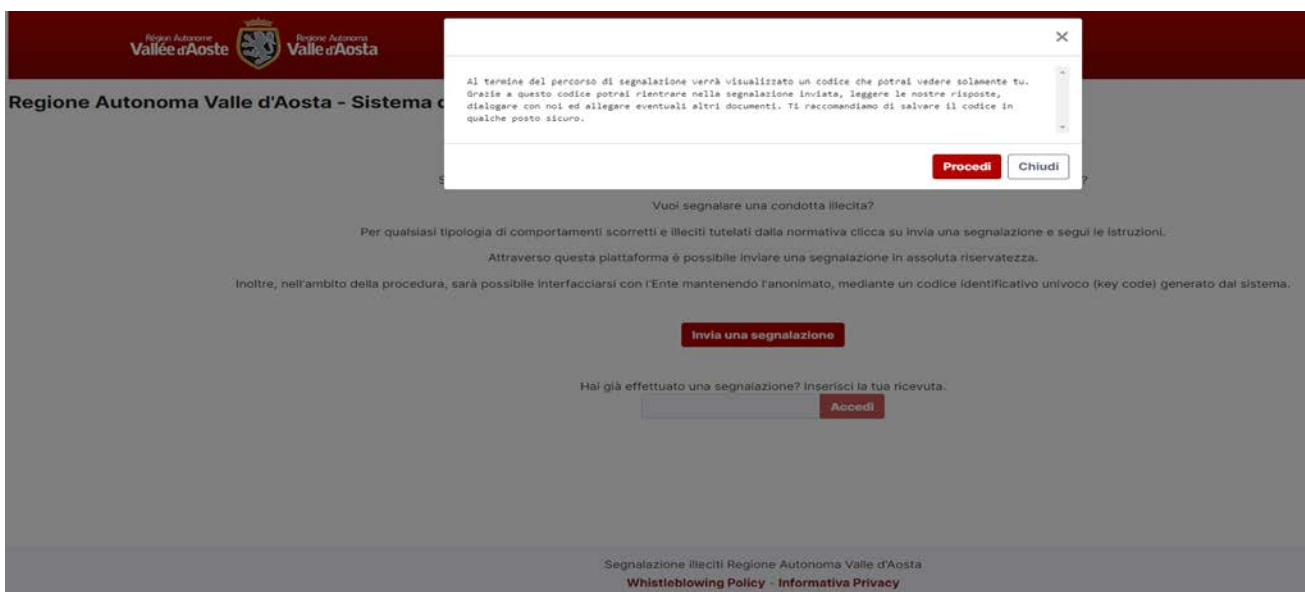 Région Autonome
Vallée d'Aoste
Regione Autonoma
Valle d'Aosta
Regione Autonoma Valle d'Aosta - Sistema
×
Al termine del percorso di segnalazione verrà visualizzato un codice che potrai vedere solamente tu.
Grazie a questo codice potrai rientrare nella segnalazione inviata, leggere le nostre risposte,
dialogare con noi ed allegare eventuali altri documenti. Ti raccomandiamo di salvare il codice in
qualche posto sicuro.
Procedi
Chiudi
Vuoi segnalare una condotta illecita?
Per qualsiasi tipologia di comportamenti scorretti e illeciti tutelati dalla normativa clicca su invia una segnalazione e segui le istruzioni.
Attraverso questa piattaforma è possibile inviare una segnalazione in assoluta riservatezza.
Inoltre, nell'ambito della procedura, sarà possibile interfacciarsi con l'Ente mantenendo l'anonimato, mediante un codice identificativo univoco (key code) generato dal sistema.
Invia una segnalazione
Hai già effettuato una segnalazione? Inserisci la tua ricevuta.
Accedi
Segnalazione illeciti Regione Autonoma Valle d'Aosta
Whistleblowing Policy - Informativa Privacy